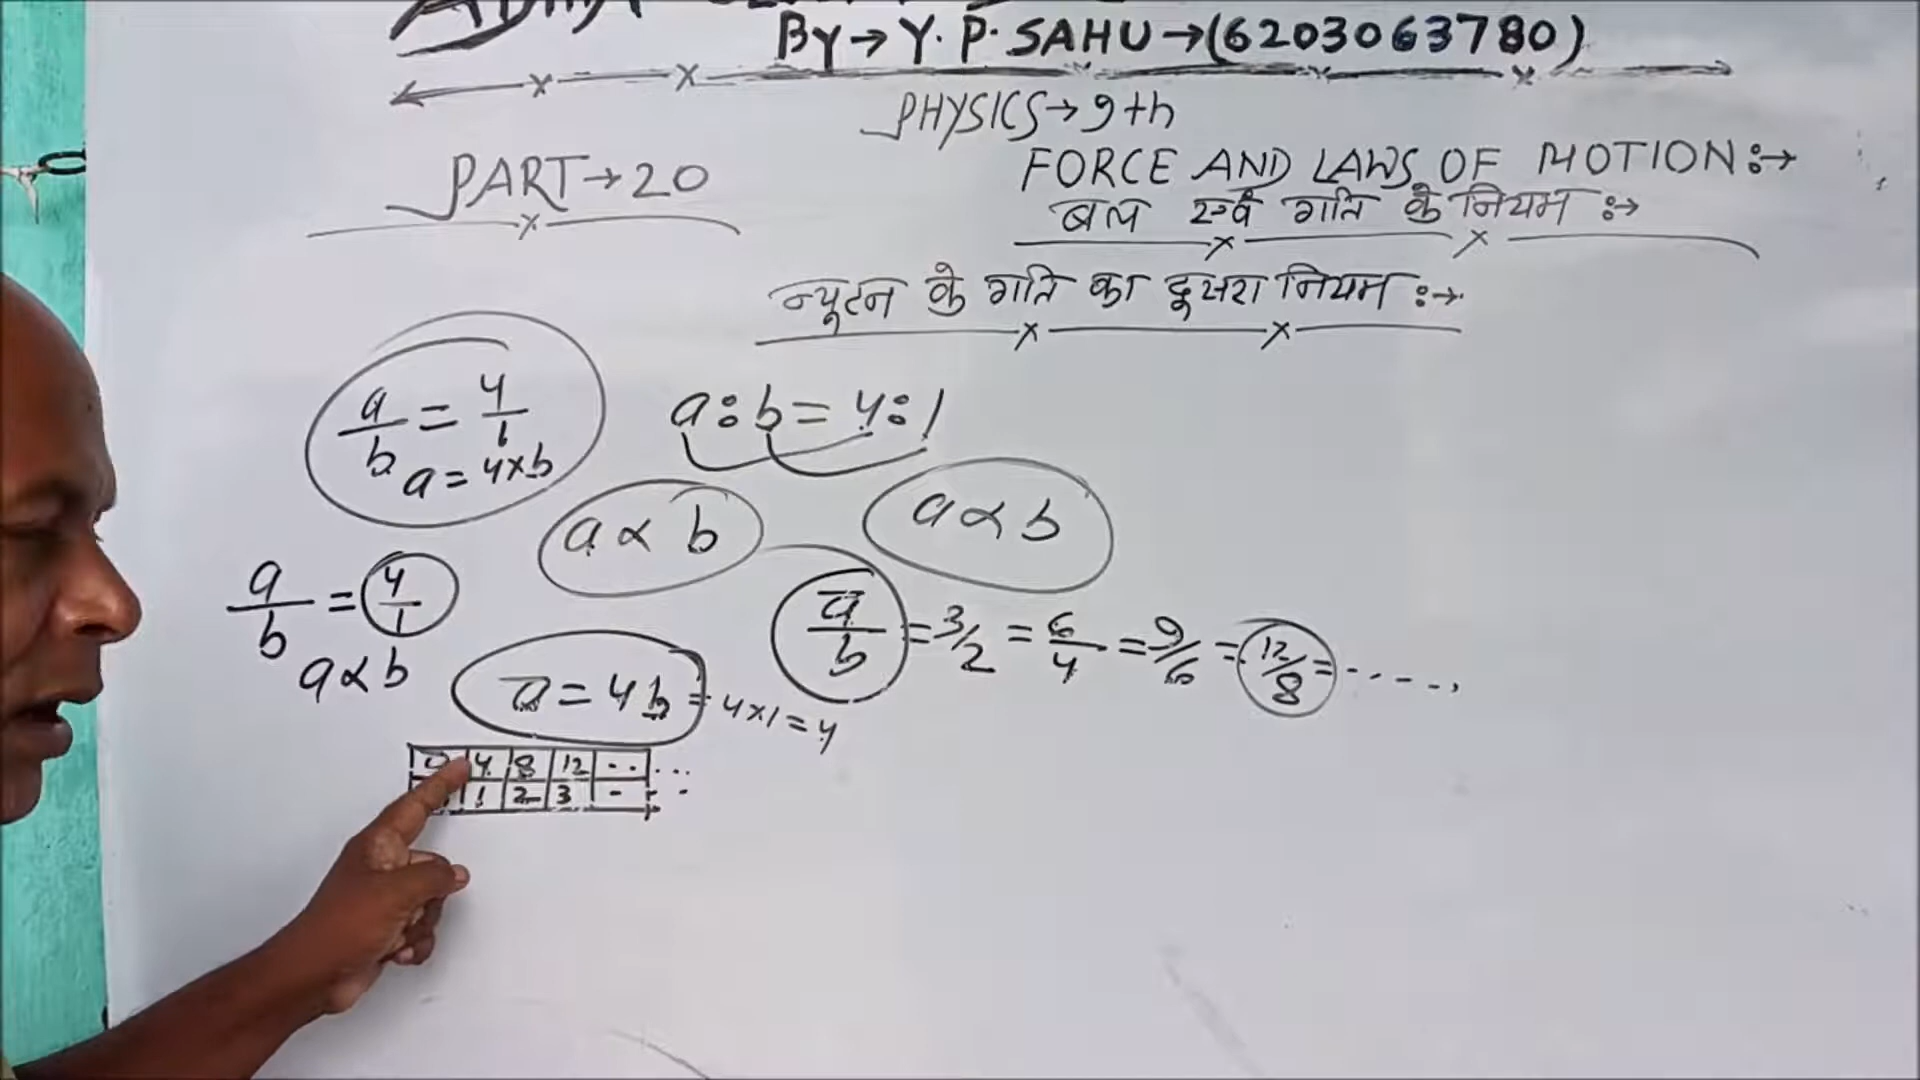 By→Y.P.SAHU→(6203063780)
PHYSICS→9th
PART→20
FORCE AND LAWS OF MOTION:→
बल एवं गति के नियम :→
न्यूटन के गति का दूसरा नियम :→
a/b = 4/1
a = 4×b
a:b = 4:1
a ∝ b
a ∝ b
a/b = 4/1
a ∝ b
a/b = 3/2 = 6/4 = 9/6 = 12/8 = .....,
a = 4b = 4×1 = 4
4 8 12 .. ...
1 2 3 -